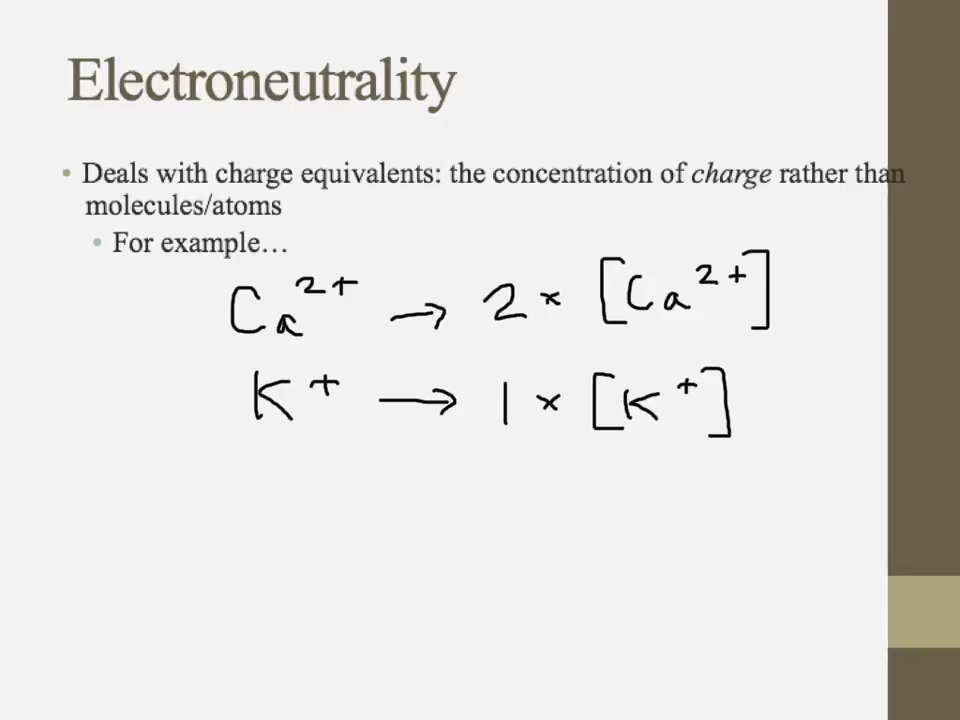 Electroneutrality
• Deals with charge equivalents: the concentration of charge rather than
molecules/atoms
• For example…
Ca²⁺ → 2 × [Ca²⁺]
K⁺ → 1 × [K⁺]